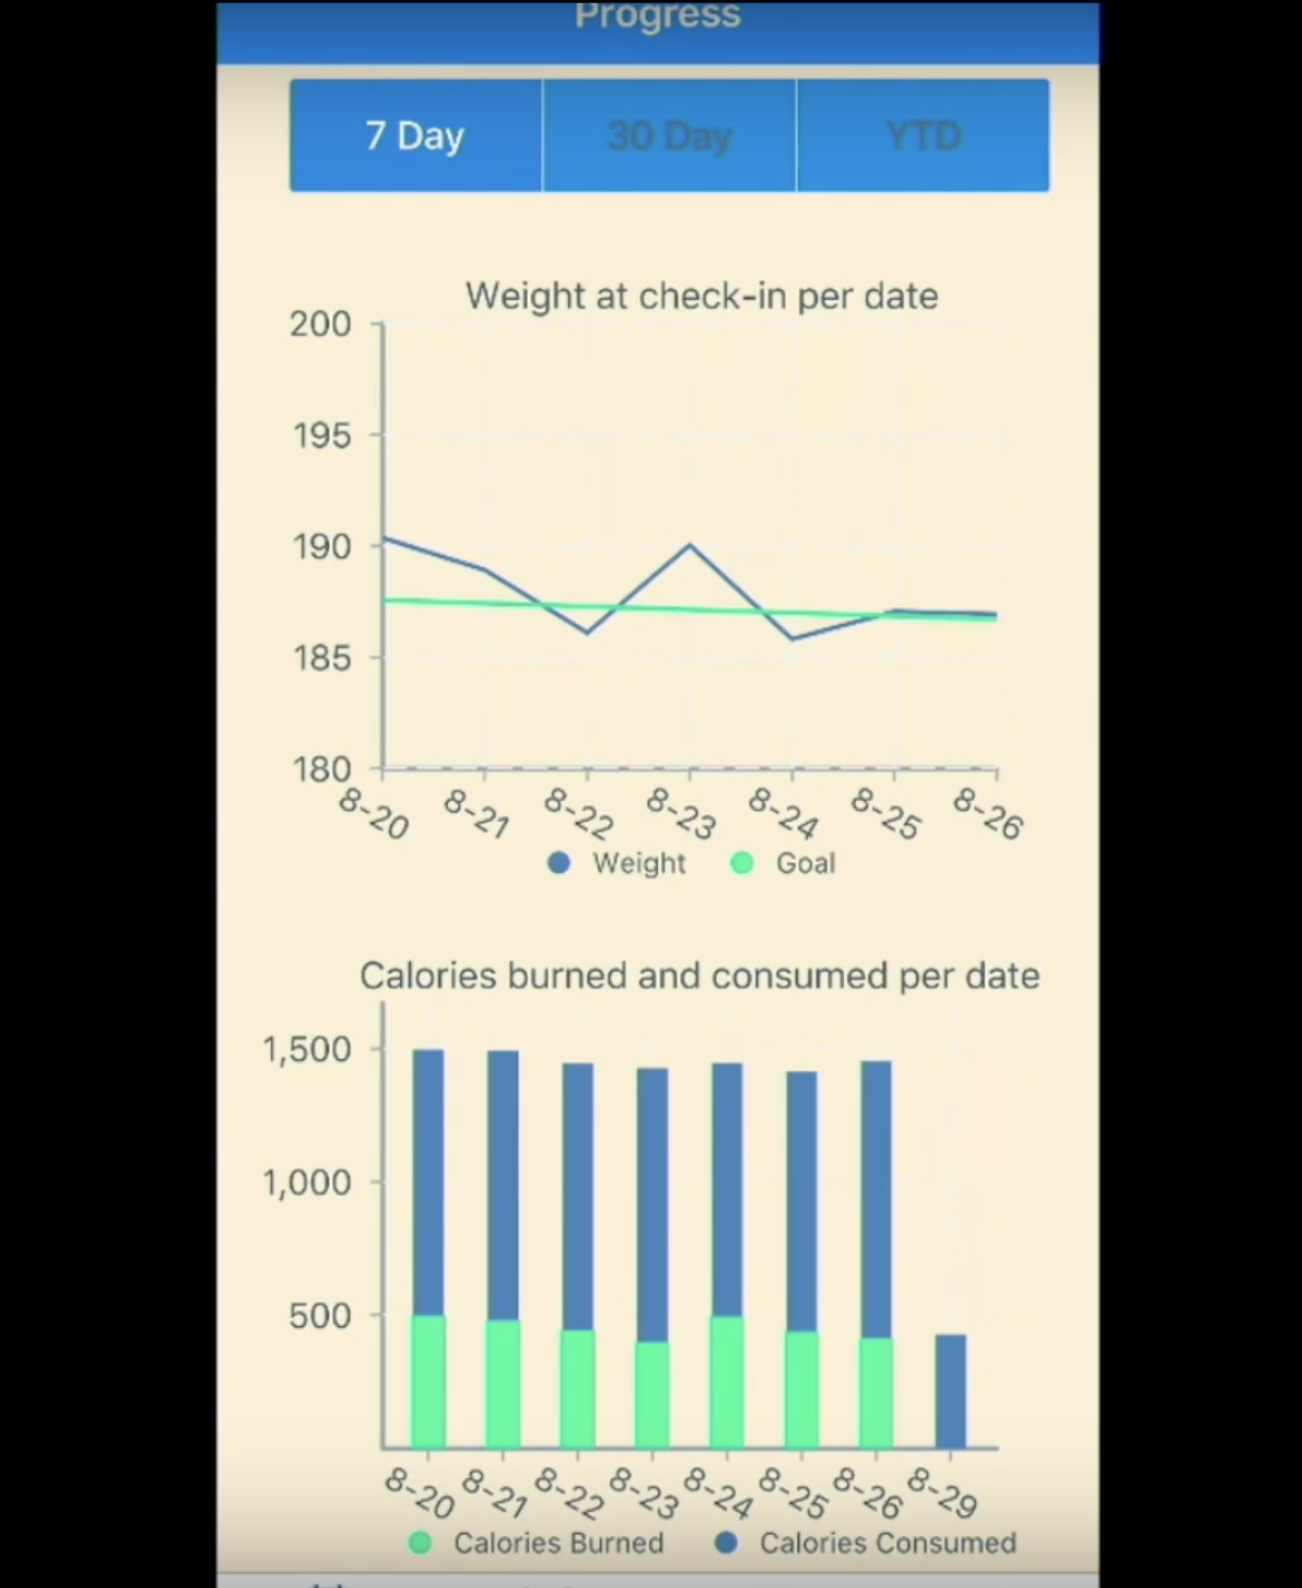 Progress
7 Day 30 Day YTD
Weight at check-in per date
200
195
190
185
180
8-20 8-21 8-22 8-23 8-24 8-25 8-26
Weight Goal
Calories burned and consumed per date
1,500
1,000
500
8-20 8-21 8-22 8-23 8-24 8-25 8-26 8-29
Calories Burned Calories Consumed